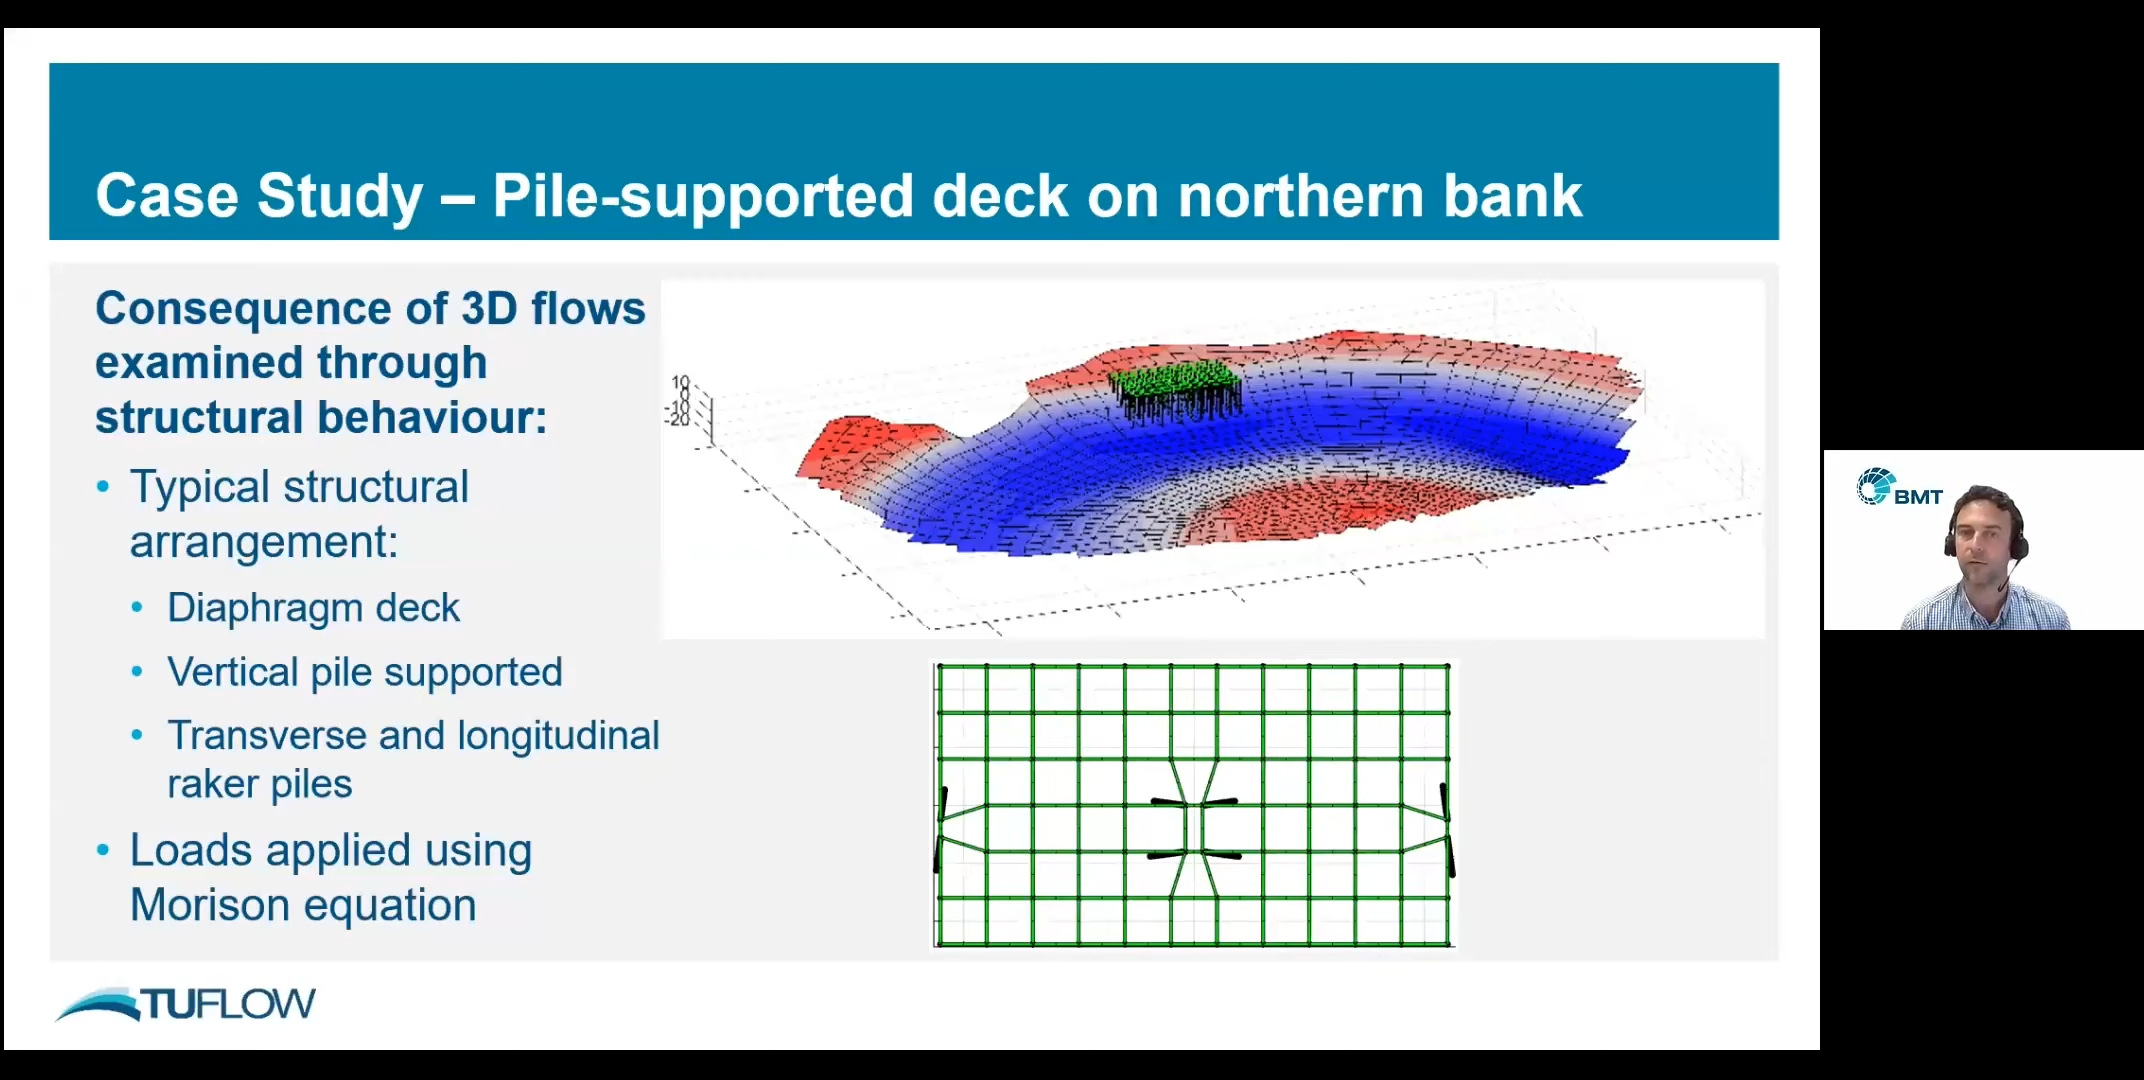 Case Study – Pile-supported deck on northern bank
Consequence of 3D flows
examined through
structural behaviour:
• Typical structural
arrangement:
• Diaphragm deck
• Vertical pile supported
• Transverse and longitudinal
raker piles
• Loads applied using
Morison equation
10
0
-10
-20
BMT
TUFLOW